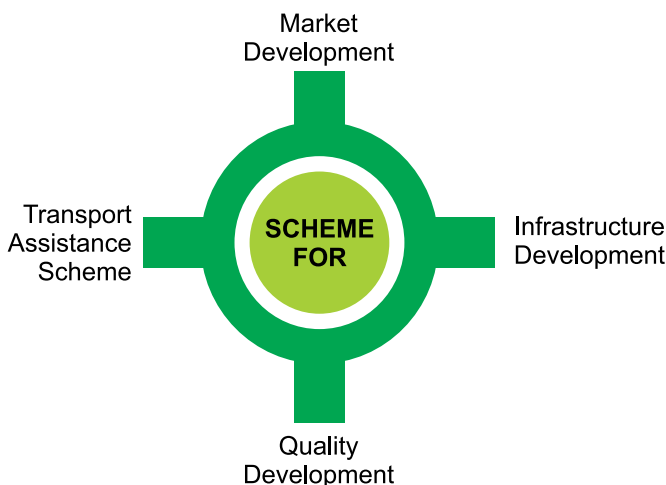 Market
Development
Transport
Assistance
Scheme
SCHEME
FOR
Infrastructure
Development
Quality
Development